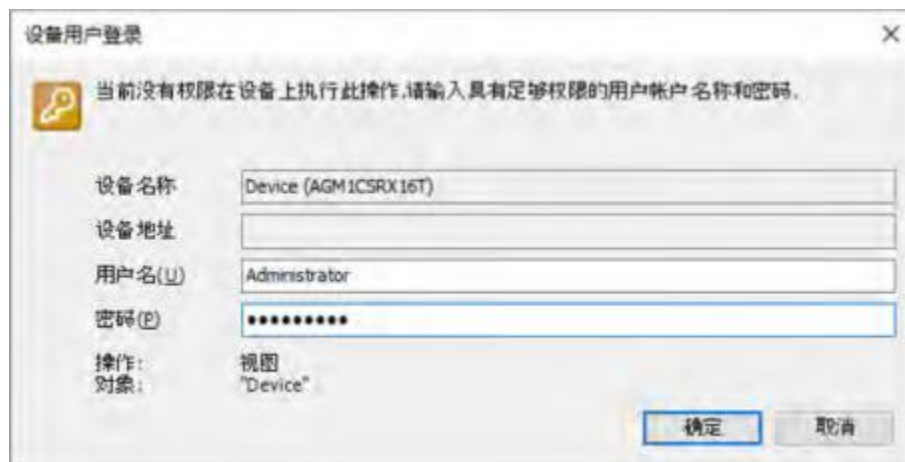 设备用户登录
当前没有权限在设备上执行此操作,请输入具有足够权限的用户帐户名称和密码.
设备名称 Device (AGM1CSRX16T)
设备地址
用户名(U) Administrator
密码(P) •••••••••
操作: 视图
对象: "Device"
确定 取消